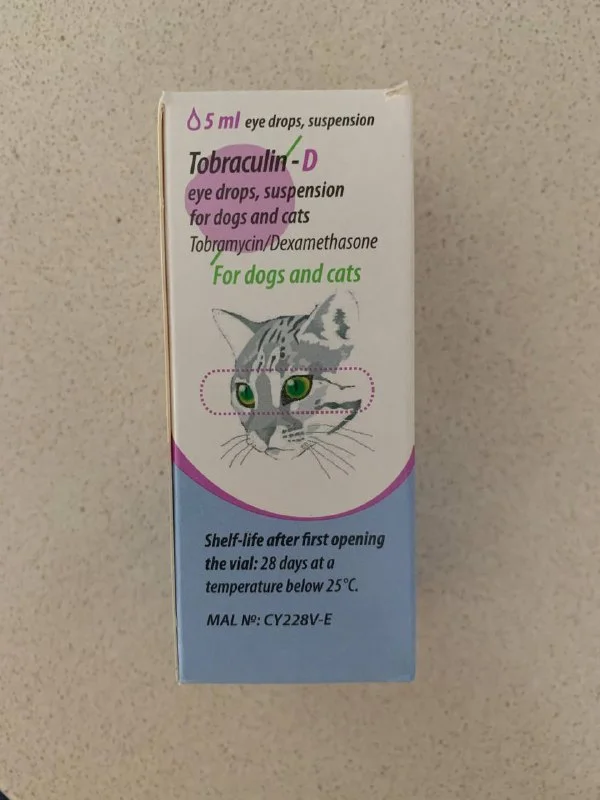 5 ml eye drops, suspension
Tobraculin - D
eye drops, suspension
for dogs and cats
Tobramycin/Dexamethasone
For dogs and cats
Shelf-life after first opening
the vial: 28 days at a
temperature below 25°C.
MAL №: CY228V-E